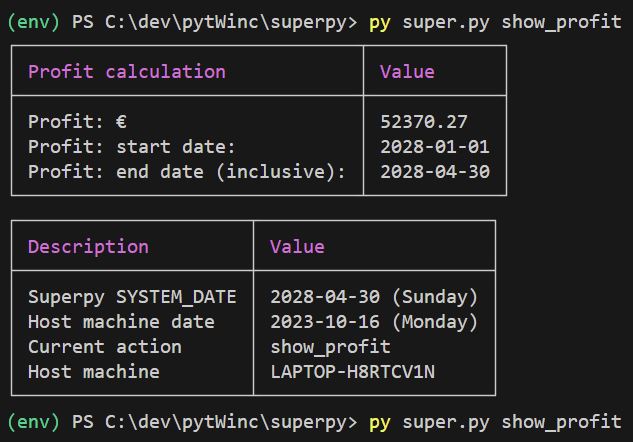 (env) PS C:\dev\pytWinc\superpy> py super.py show_profit
Profit calculation Value
Profit: € 52370.27
Profit: start date: 2028-01-01
Profit: end date (inclusive): 2028-04-30
Description Value
Superpy SYSTEM_DATE 2028-04-30 (Sunday)
Host machine date 2023-10-16 (Monday)
Current action show_profit
Host machine LAPTOP-H8RTCV1N
(env) PS C:\dev\pytWinc\superpy> py super.py show_profit